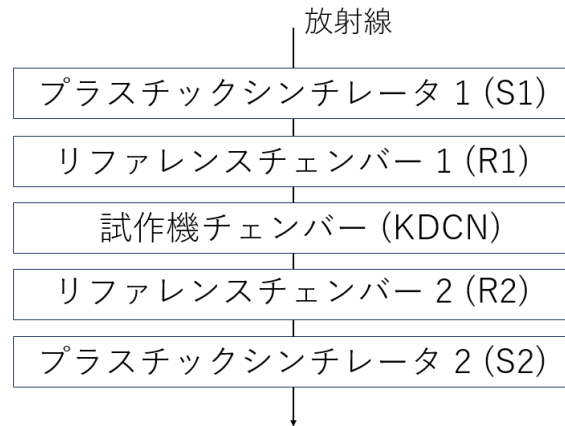 放射線
プラスチックシンチレータ 1 (S1)
リファレンスチェンバー 1 (R1)
試作機チェンバー (KDCN)
リファレンスチェンバー 2 (R2)
プラスチックシンチレータ 2 (S2)